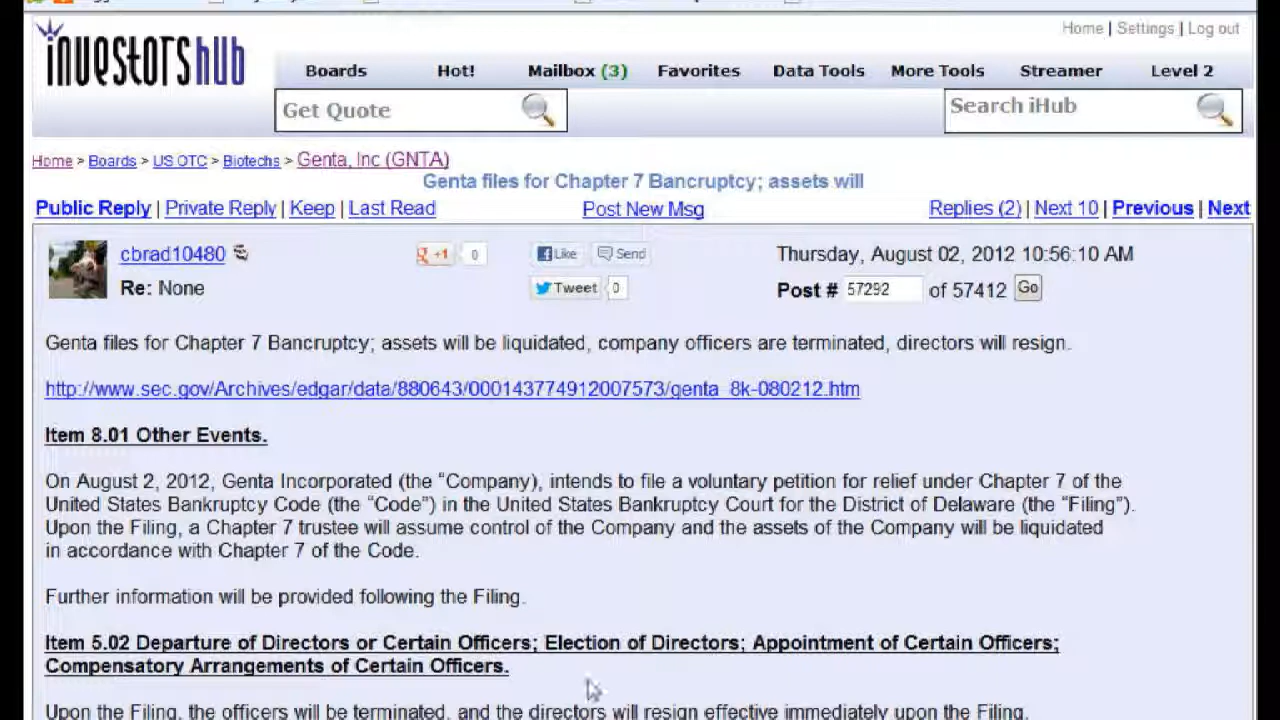 Home | Settings | Log out
investorshub
Boards Hot! Mailbox (3) Favorites Data Tools More Tools Streamer Level 2
Get Quote Search iHub
Home > Boards > US OTC > Biotechs > Genta, Inc (GNTA)
Genta files for Chapter 7 Bancruptcy; assets will
Public Reply | Private Reply | Keep | Last Read Post New Msg Replies (2) | Next 10 | Previous | Next
cbrad10480 +1 0 Like Send Thursday, August 02, 2012 10:56:10 AM
Re: None Tweet 0 Post # 57292 of 57412 Go
Genta files for Chapter 7 Bancruptcy; assets will be liquidated, company officers are terminated, directors will resign.
http://www.sec.gov/Archives/edgar/data/880643/000143774912007573/genta_8k-080212.htm
Item 8.01 Other Events.
On August 2, 2012, Genta Incorporated (the “Company), intends to file a voluntary petition for relief under Chapter 7 of the
United States Bankruptcy Code (the “Code”) in the United States Bankruptcy Court for the District of Delaware (the “Filing”).
Upon the Filing, a Chapter 7 trustee will assume control of the Company and the assets of the Company will be liquidated
in accordance with Chapter 7 of the Code.
Further information will be provided following the Filing.
Item 5.02 Departure of Directors or Certain Officers; Election of Directors; Appointment of Certain Officers;
Compensatory Arrangements of Certain Officers.
Upon the Filing, the officers will be terminated, and the directors will resign effective immediately upon the Filing.